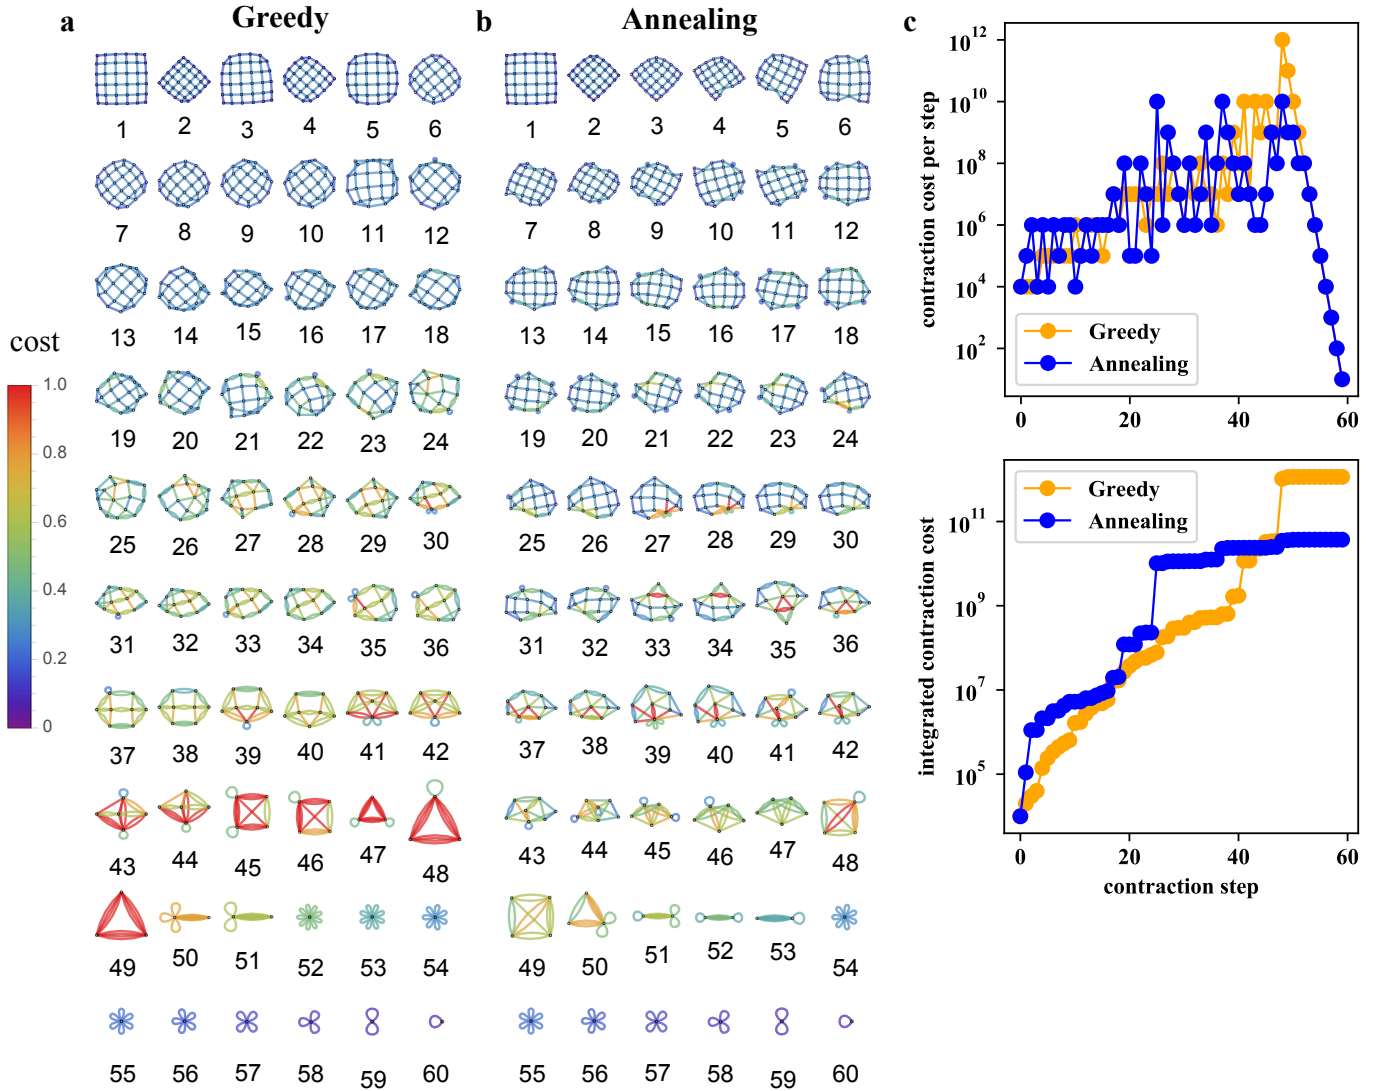 a Greedy
b Annealing
c
1 2 3 4 5 6
7 8 9 10 11 12
13 14 15 16 17 18
19 20 21 22 23 24
25 26 27 28 29 30
31 32 33 34 35 36
37 38 39 40 41 42
43 44 45 46 47 48
49 50 51 52 53 54
55 56 57 58 59 60
1 2 3 4 5 6
7 8 9 10 11 12
13 14 15 16 17 18
19 20 21 22 23 24
25 26 27 28 29 30
31 32 33 34 35 36
37 38 39 40 41 42
43 44 45 46 47 48
49 50 51 52 53 54
55 56 57 58 59 60
cost
1.0
0.8
0.6
0.4
0.2
0
contraction cost per step
10^12
10^10
10^8
10^6
10^4
10^2
Greedy
Annealing
0 20 40 60
integrated contraction cost
10^11
10^9
10^7
10^5
Greedy
Annealing
0 20 40 60
contraction step